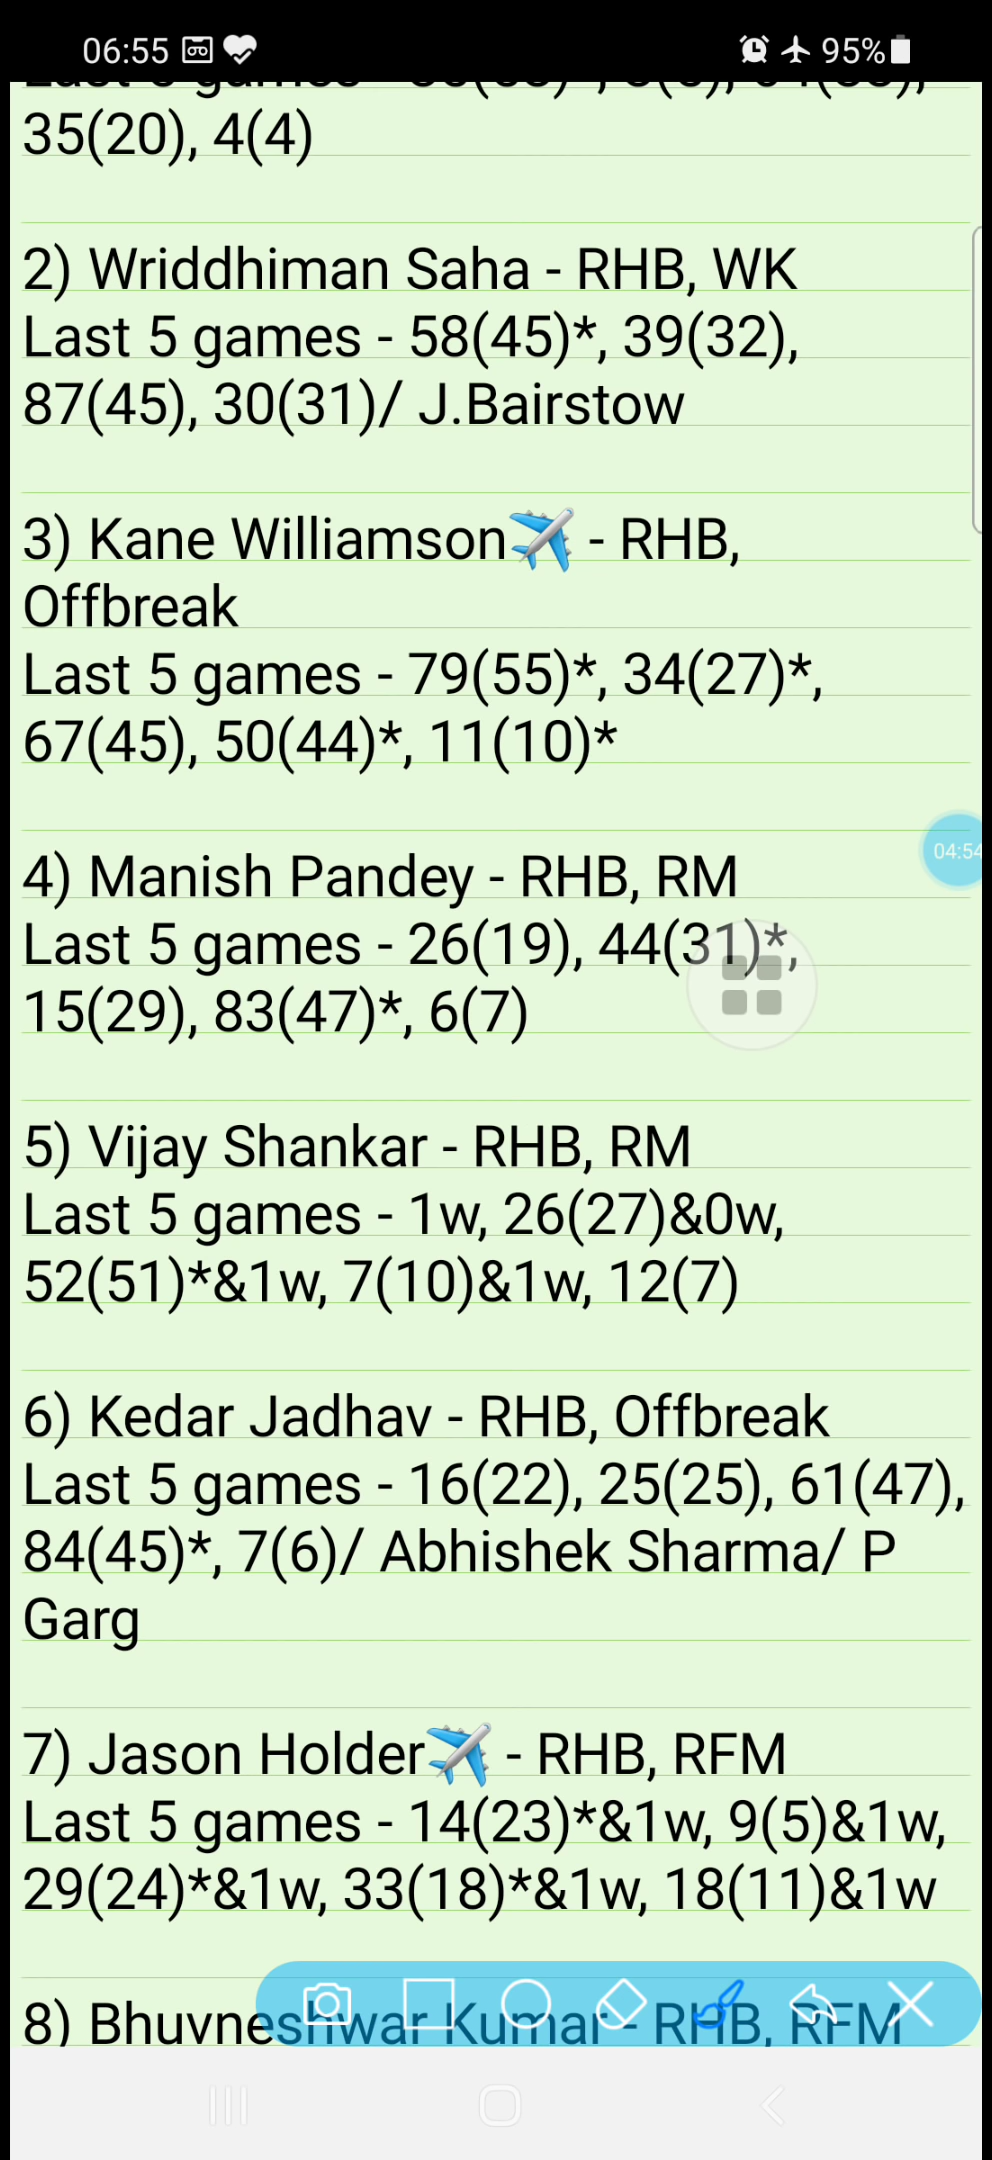 06:55 95%
35(20), 4(4)
2) Wriddhiman Saha - RHB, WK
Last 5 games - 58(45)*, 39(32),
87(45), 30(31)/ J.Bairstow
3) Kane Williamson✈️ - RHB,
Offbreak
Last 5 games - 79(55)*, 34(27)*,
67(45), 50(44)*, 11(10)*
04:54
4) Manish Pandey - RHB, RM
Last 5 games - 26(19), 44(31)*,
15(29), 83(47)*, 6(7)
5) Vijay Shankar - RHB, RM
Last 5 games - 1w, 26(27)&0w,
52(51)*&1w, 7(10)&1w, 12(7)
6) Kedar Jadhav - RHB, Offbreak
Last 5 games - 16(22), 25(25), 61(47),
84(45)*, 7(6)/ Abhishek Sharma/ P
Garg
7) Jason Holder✈️ - RHB, RFM
Last 5 games - 14(23)*&1w, 9(5)&1w,
29(24)*&1w, 33(18)*&1w, 18(11)&1w
8) Bhuvneshwar Kumar - RHB, RFM